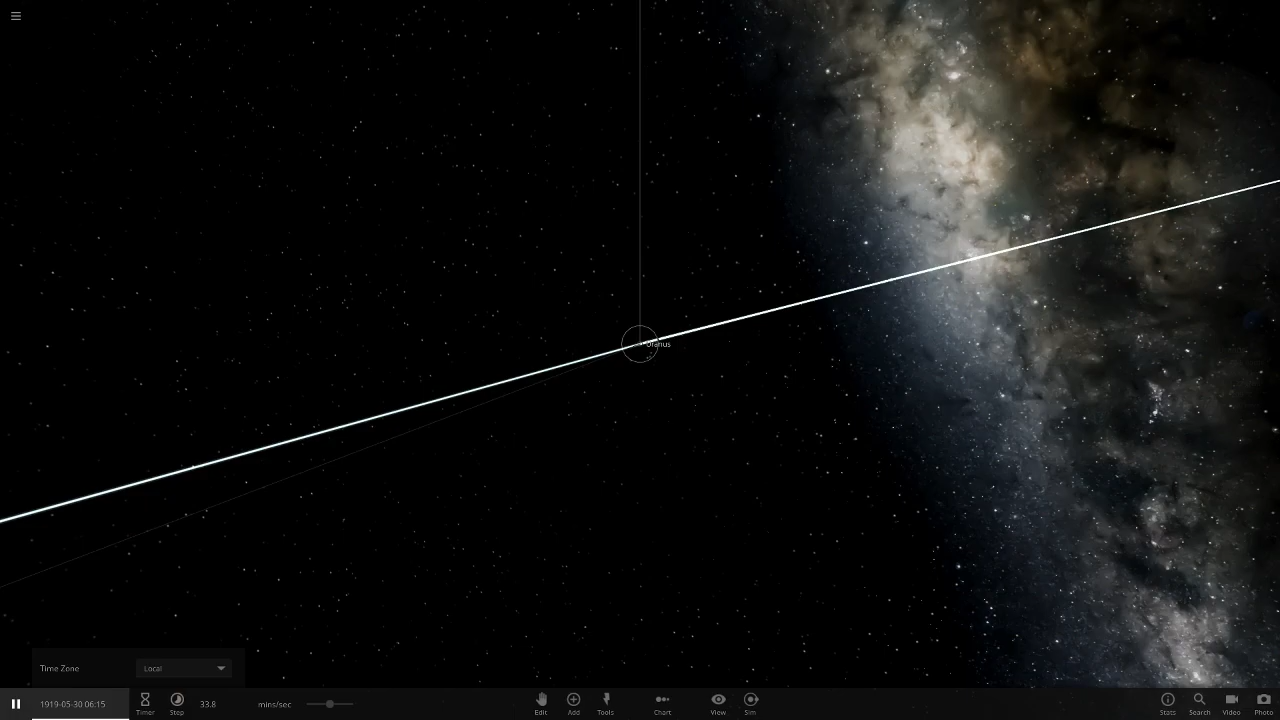 Uranus
Time Zone
Local
1919-05-30 06:15
Timer
Step
33.8
mins/sec
Edit
Add
Tools
Chart
View
Sim
Stats
Search
Video
Photo